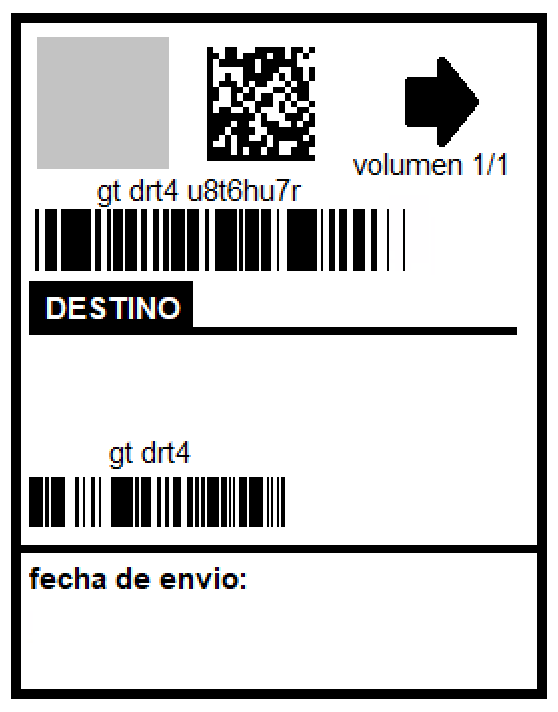 volumen 1/1
gt drt4 u8t6hu7r
DESTINO
gt drt4
fecha de envio: